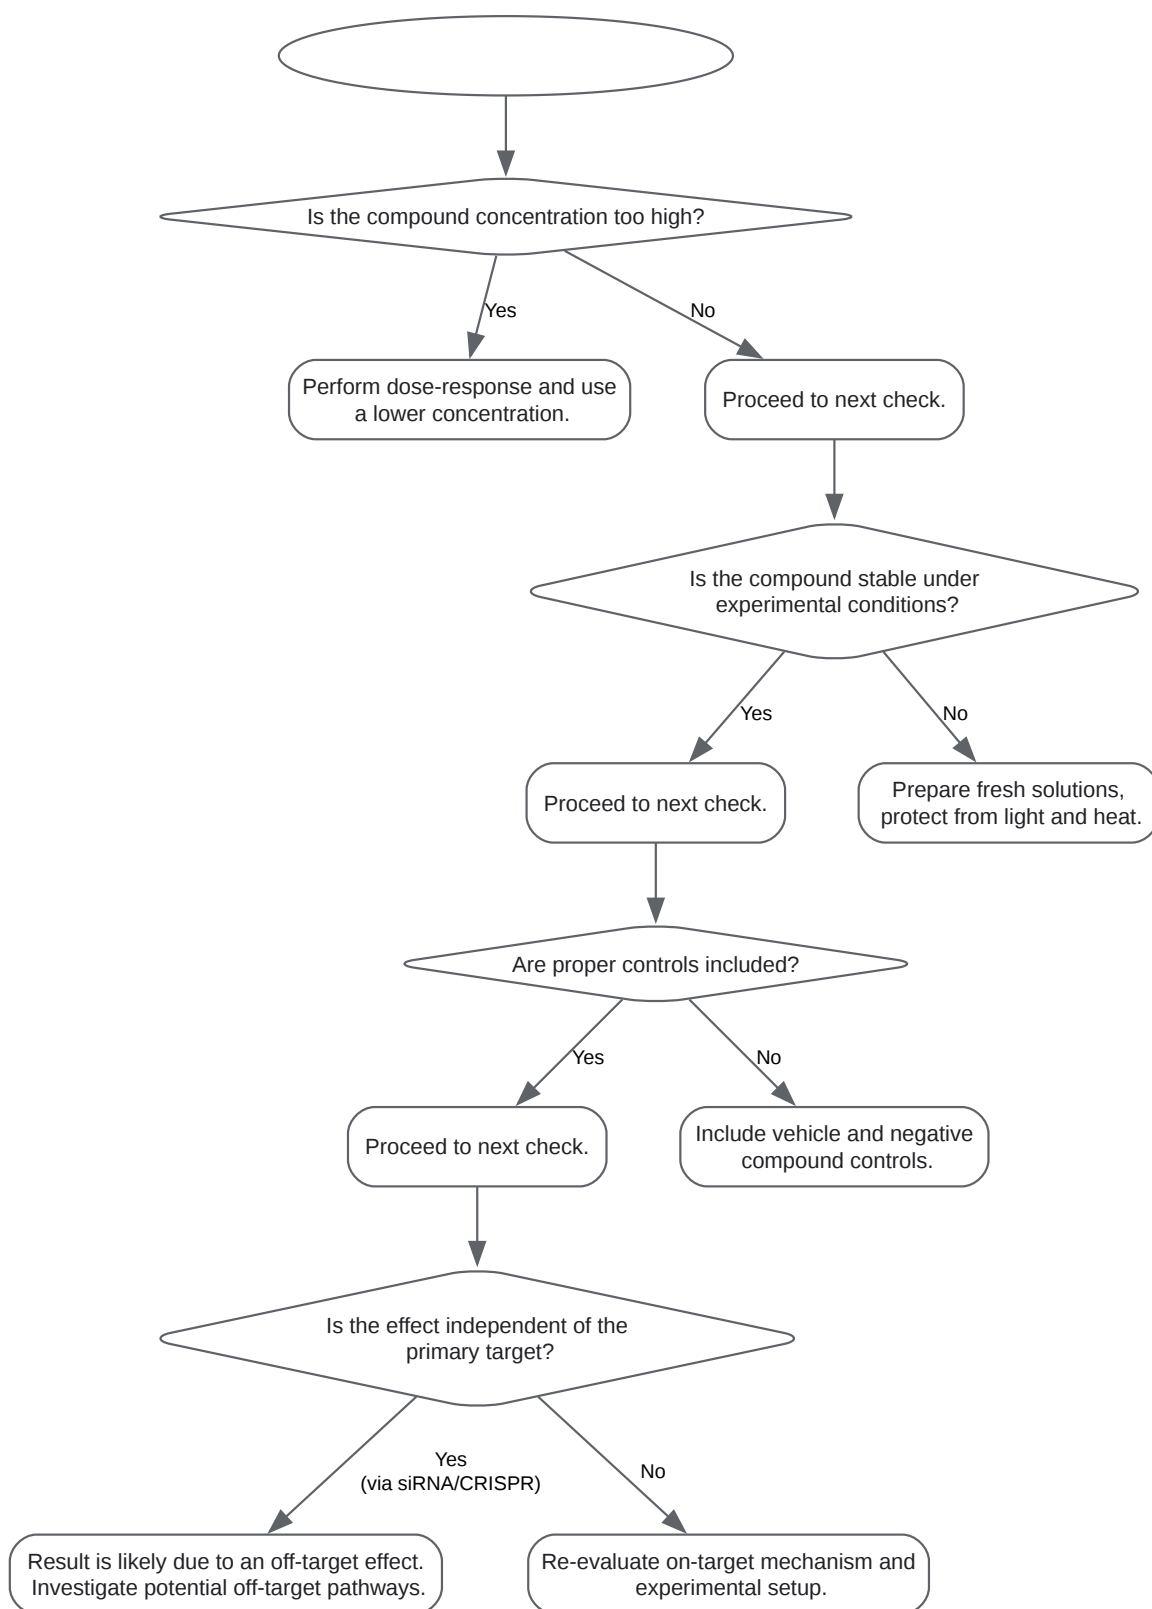 Is the compound concentration too high?
Yes
No
Perform dose-response and use
a lower concentration.
Proceed to next check.
Is the compound stable under
experimental conditions?
Yes
No
Proceed to next check.
Prepare fresh solutions,
protect from light and heat.
Are proper controls included?
Yes
No
Proceed to next check.
Include vehicle and negative
compound controls.
Is the effect independent of the
primary target?
Yes
(via siRNA/CRISPR)
No
Result is likely due to an off-target effect.
Investigate potential off-target pathways.
Re-evaluate on-target mechanism and
experimental setup.